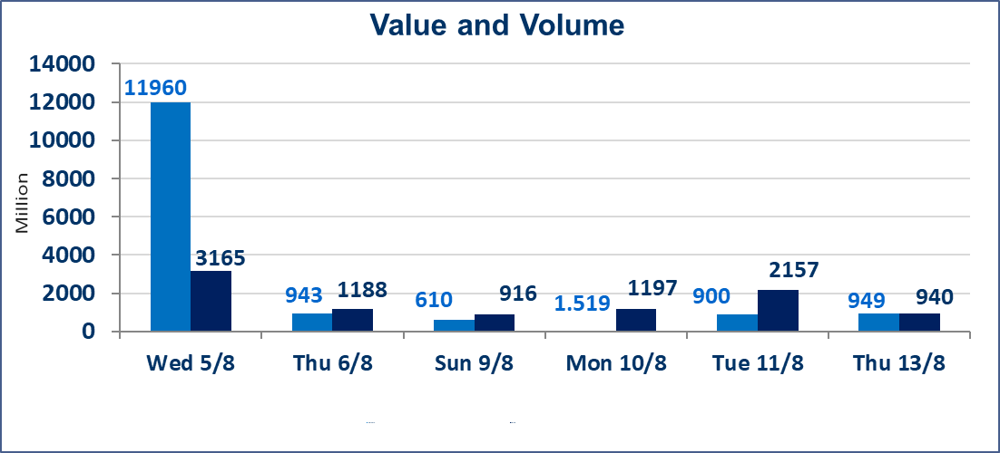 Value and Volume
14000
12000
10000
8000
6000
4000
2000
0
Million
11960
3165
943
1188
610
916
1.519
1197
900
2157
949
940
Wed 5/8
Thu 6/8
Sun 9/8
Mon 10/8
Tue 11/8
Thu 13/8